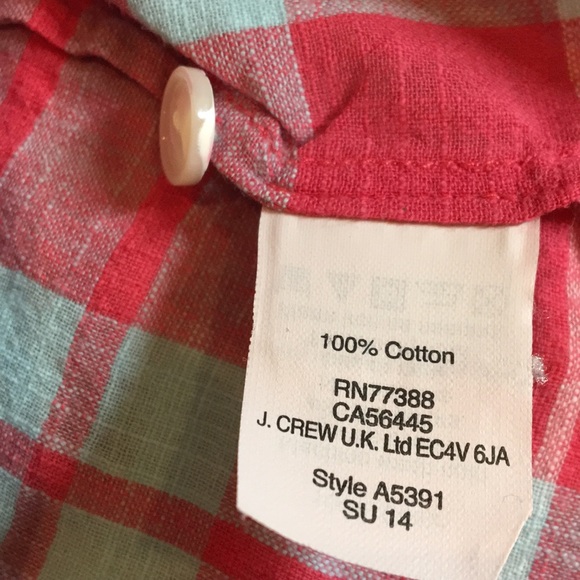 100% Cotton
RN77388
CA56445
J. CREW U.K. Ltd EC4V 6JA
Style A5391
SU 14